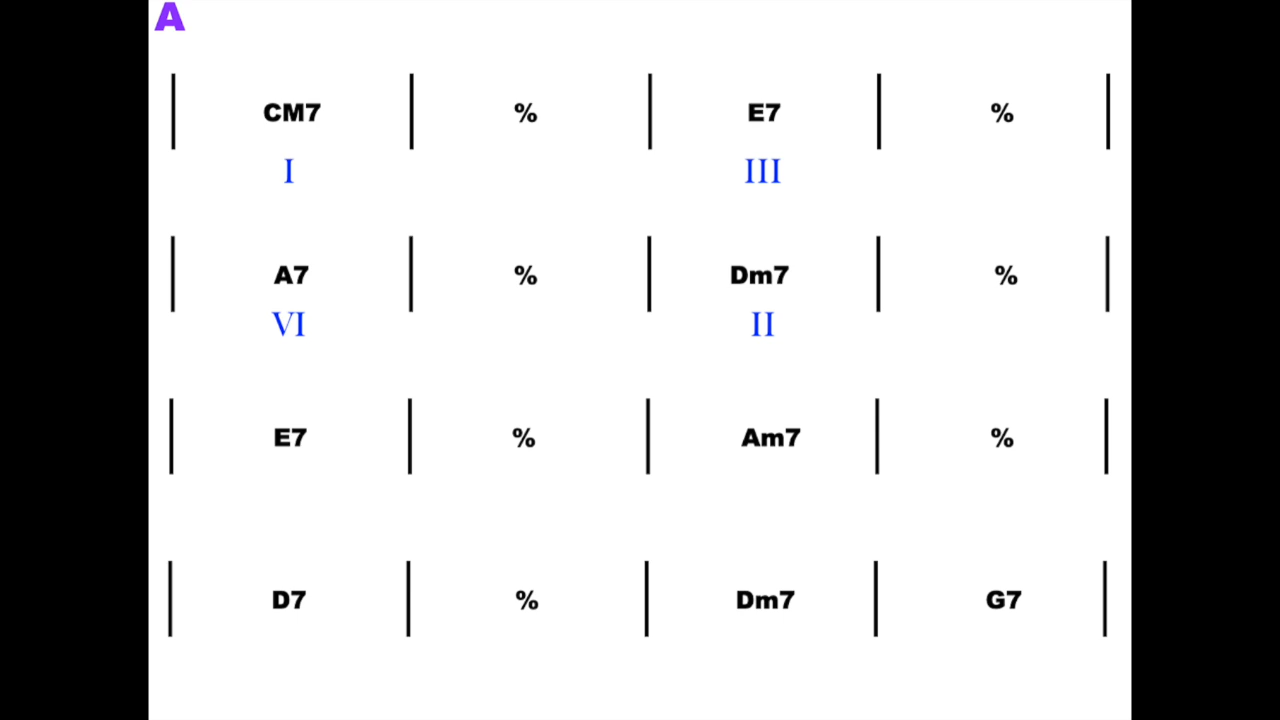 A
| CM7 | % | E7 | % |
I III
| A7 | % | Dm7 | % |
VI II
| E7 | % | Am7 | % |
| D7 | % | Dm7 | G7 |